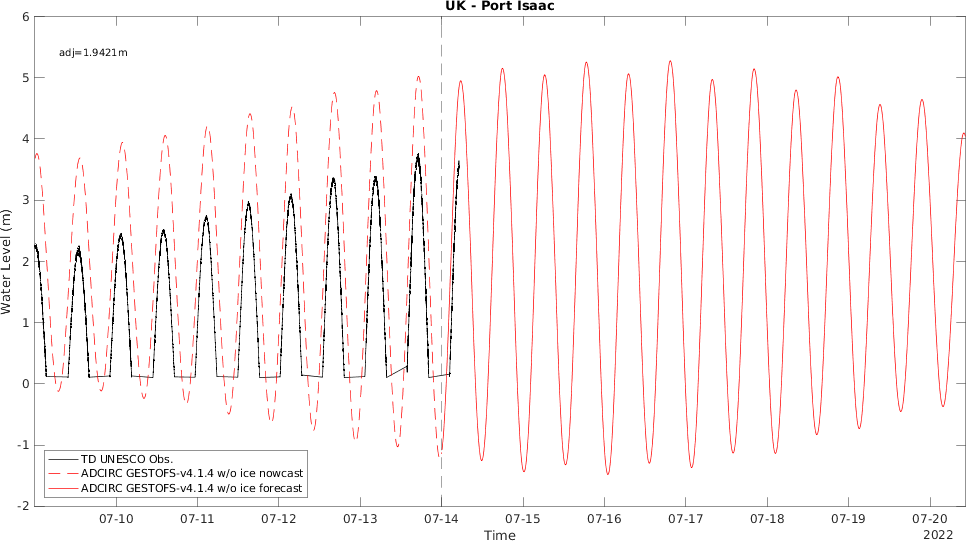 UK - Port Isaac
adj=1.9421m
Water Level (m)
6
5
4
3
2
1
0
-1
-2
TD UNESCO Obs.
ADCIRC GESTOFS-v4.1.4 w/o ice nowcast
ADCIRC GESTOFS-v4.1.4 w/o ice forecast
07-10 07-11 07-12 07-13 07-14 07-15 07-16 07-17 07-18 07-19 07-20
Time
2022